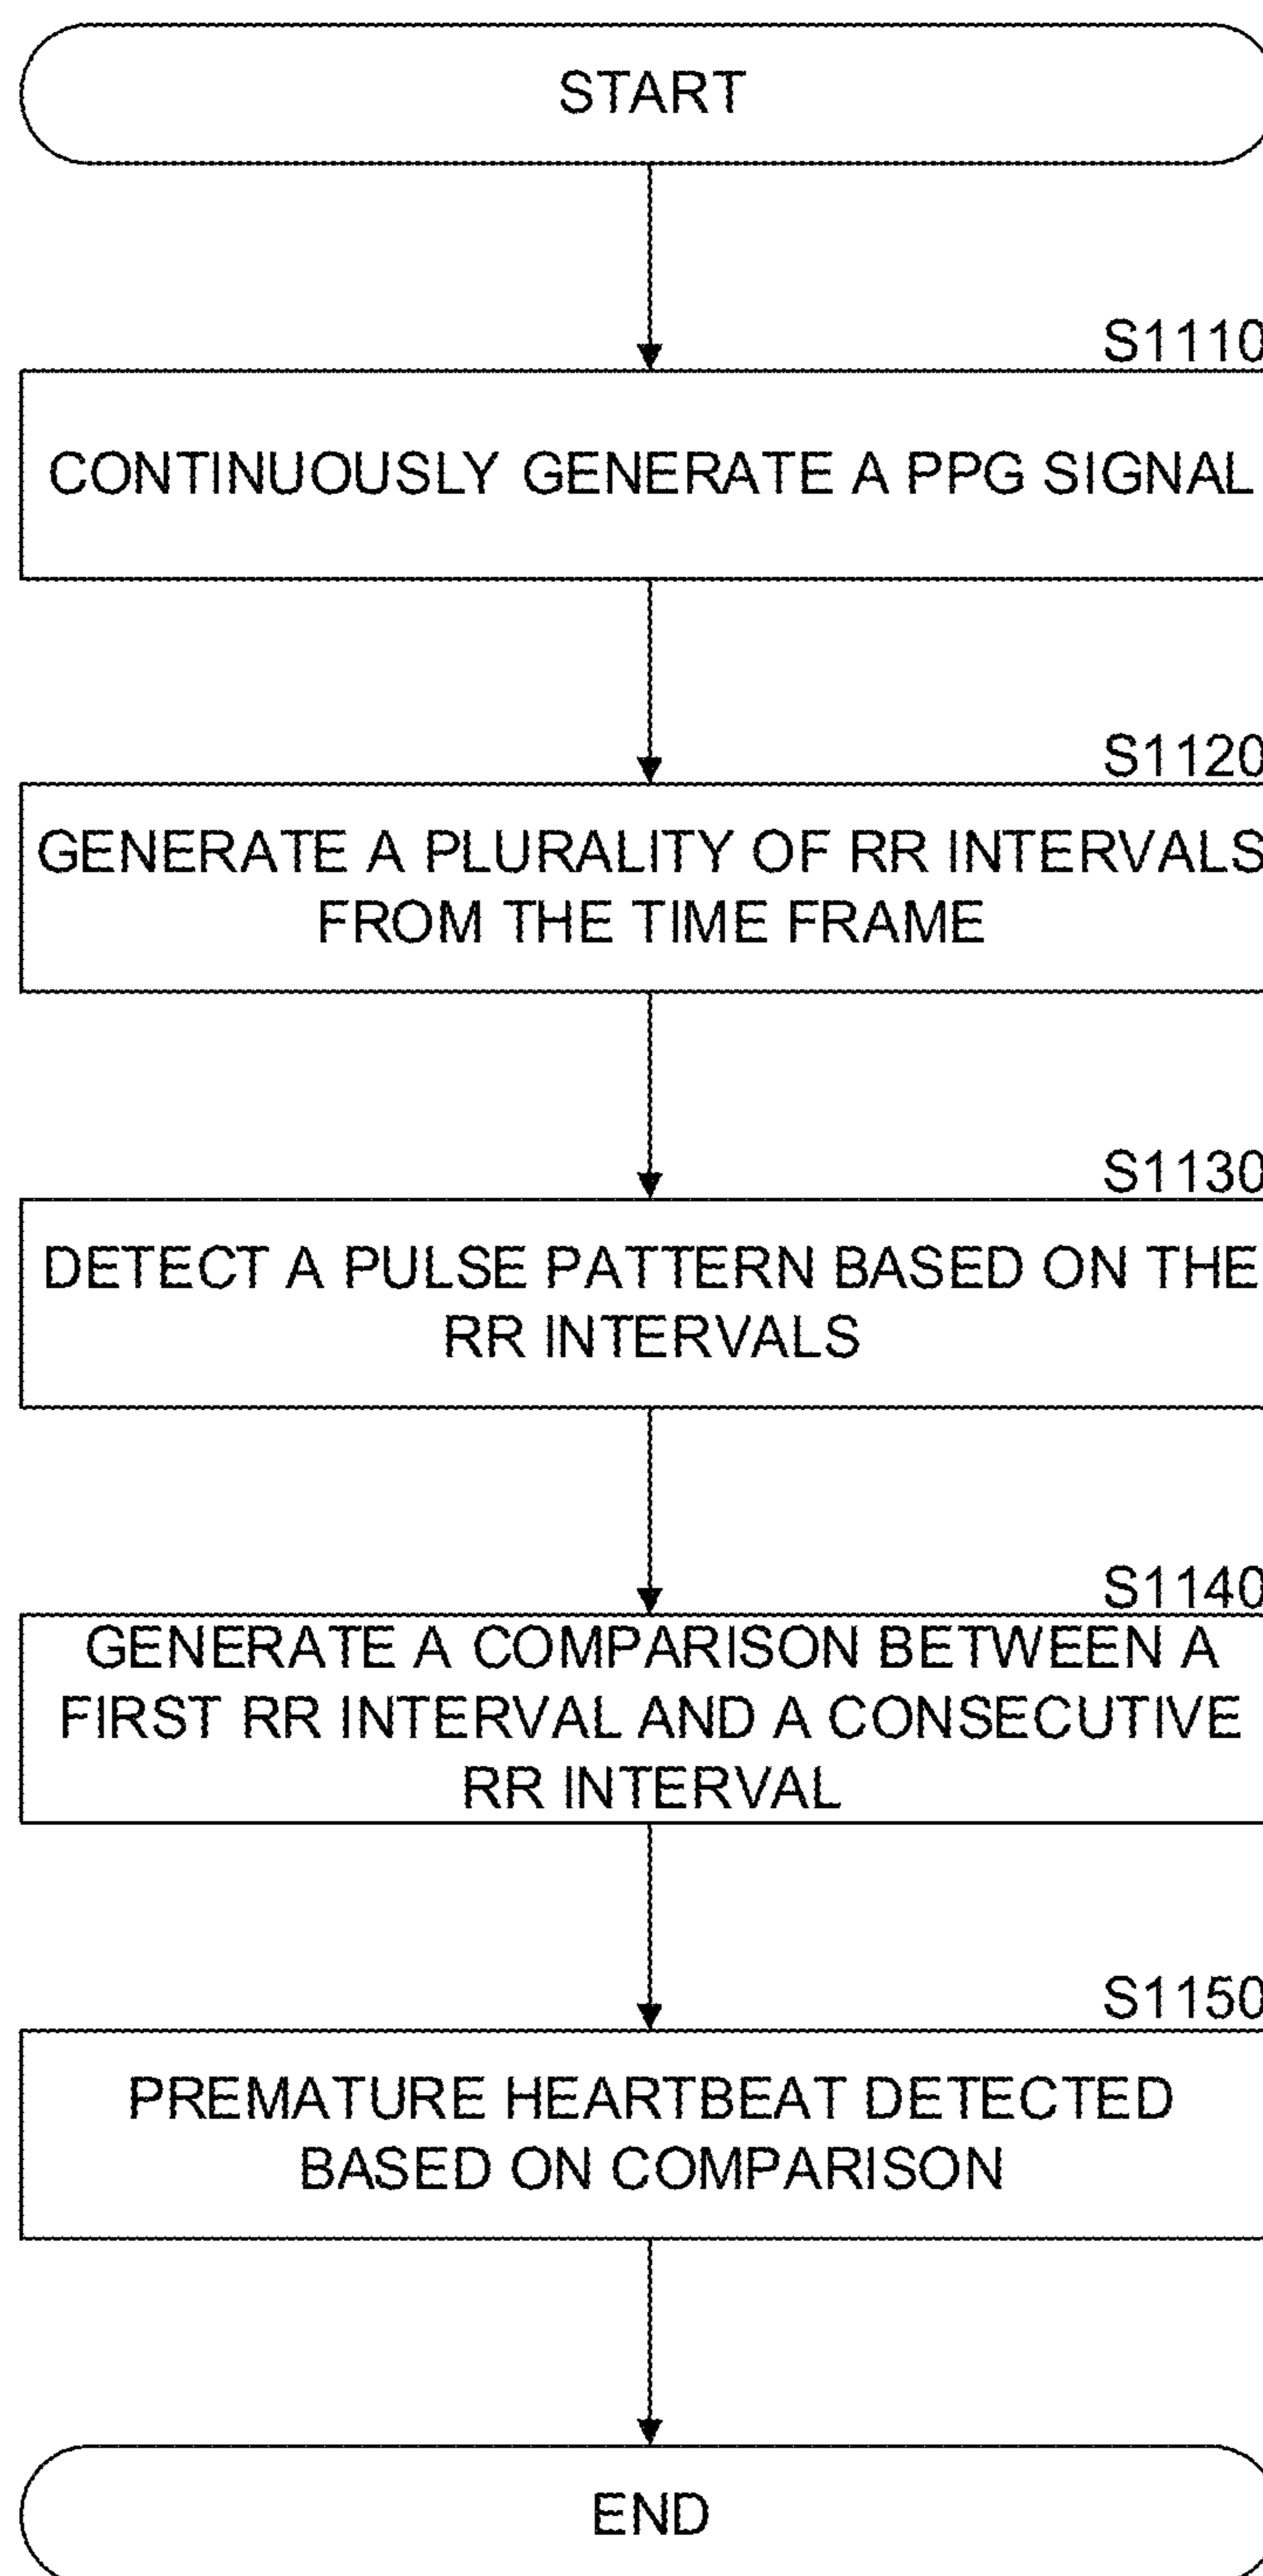 START
S1110
CONTINUOUSLY GENERATE A PPG SIGNAL
S1120
GENERATE A PLURALITY OF RR INTERVALS
FROM THE TIME FRAME
S1130
DETECT A PULSE PATTERN BASED ON THE
RR INTERVALS
S1140
GENERATE A COMPARISON BETWEEN A
FIRST RR INTERVAL AND A CONSECUTIVE
RR INTERVAL
S1150
PREMATURE HEARTBEAT DETECTED
BASED ON COMPARISON
END